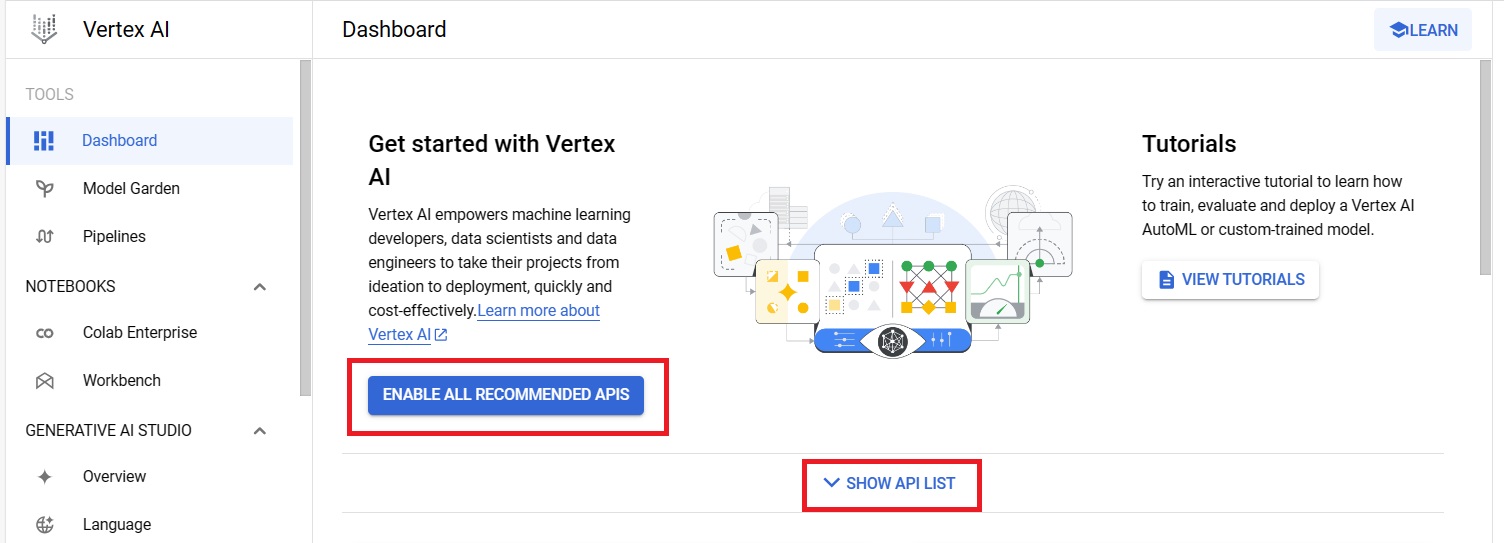 Vertex AI
Dashboard
LEARN
TOOLS
Dashboard
Model Garden
Pipelines
NOTEBOOKS
Colab Enterprise
Workbench
GENERATIVE AI STUDIO
Overview
Language
Get started with Vertex
AI
Vertex AI empowers machine learning
developers, data scientists and data
engineers to take their projects from
ideation to deployment, quickly and
cost-effectively.Learn more about
Vertex AI
ENABLE ALL RECOMMENDED APIS
Tutorials
Try an interactive tutorial to learn how
to train, evaluate and deploy a Vertex AI
AutoML or custom-trained model.
VIEW TUTORIALS
SHOW API LIST